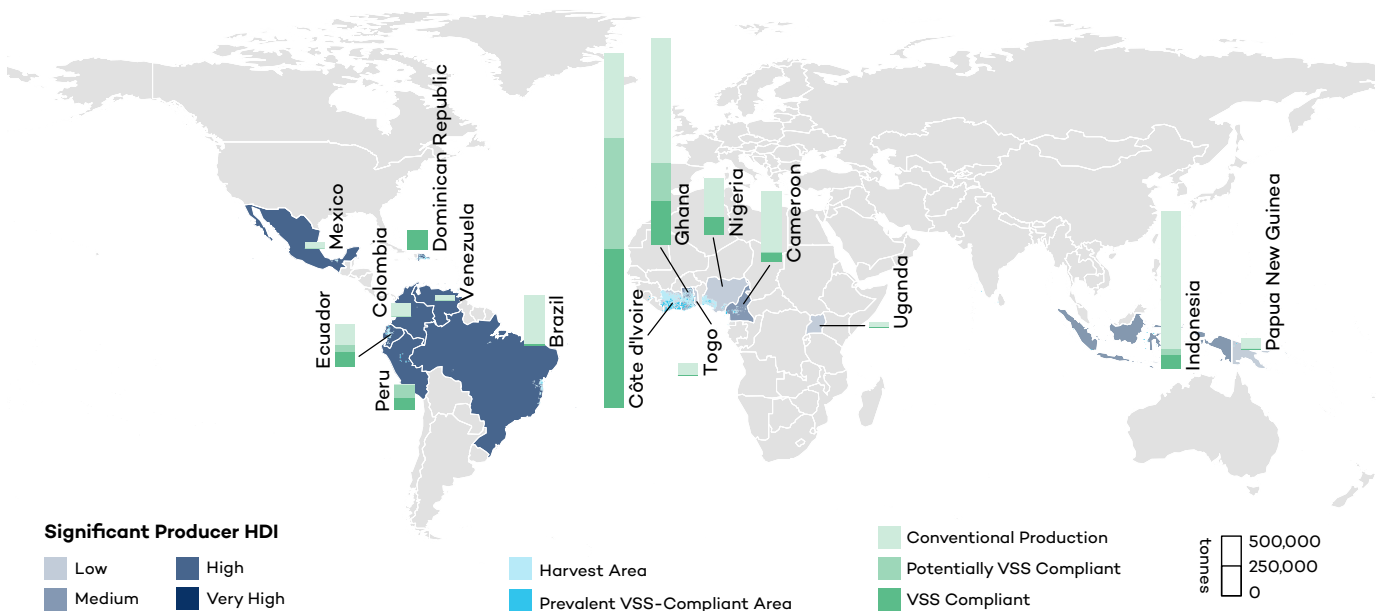 Mexico
Dominican Republic
Colombia
Venezuela
Ecuador
Peru
Brazil
Côte d'Ivoire
Ghana
Nigeria
Cameroon
Togo
Uganda
Indonesia
Papua New Guinea
Significant Producer HDI
Low
High
Medium
Very High
Harvest Area
Prevalent VSS-Compliant Area
Conventional Production
Potentially VSS Compliant
VSS Compliant
tonnes
500,000
250,000
0